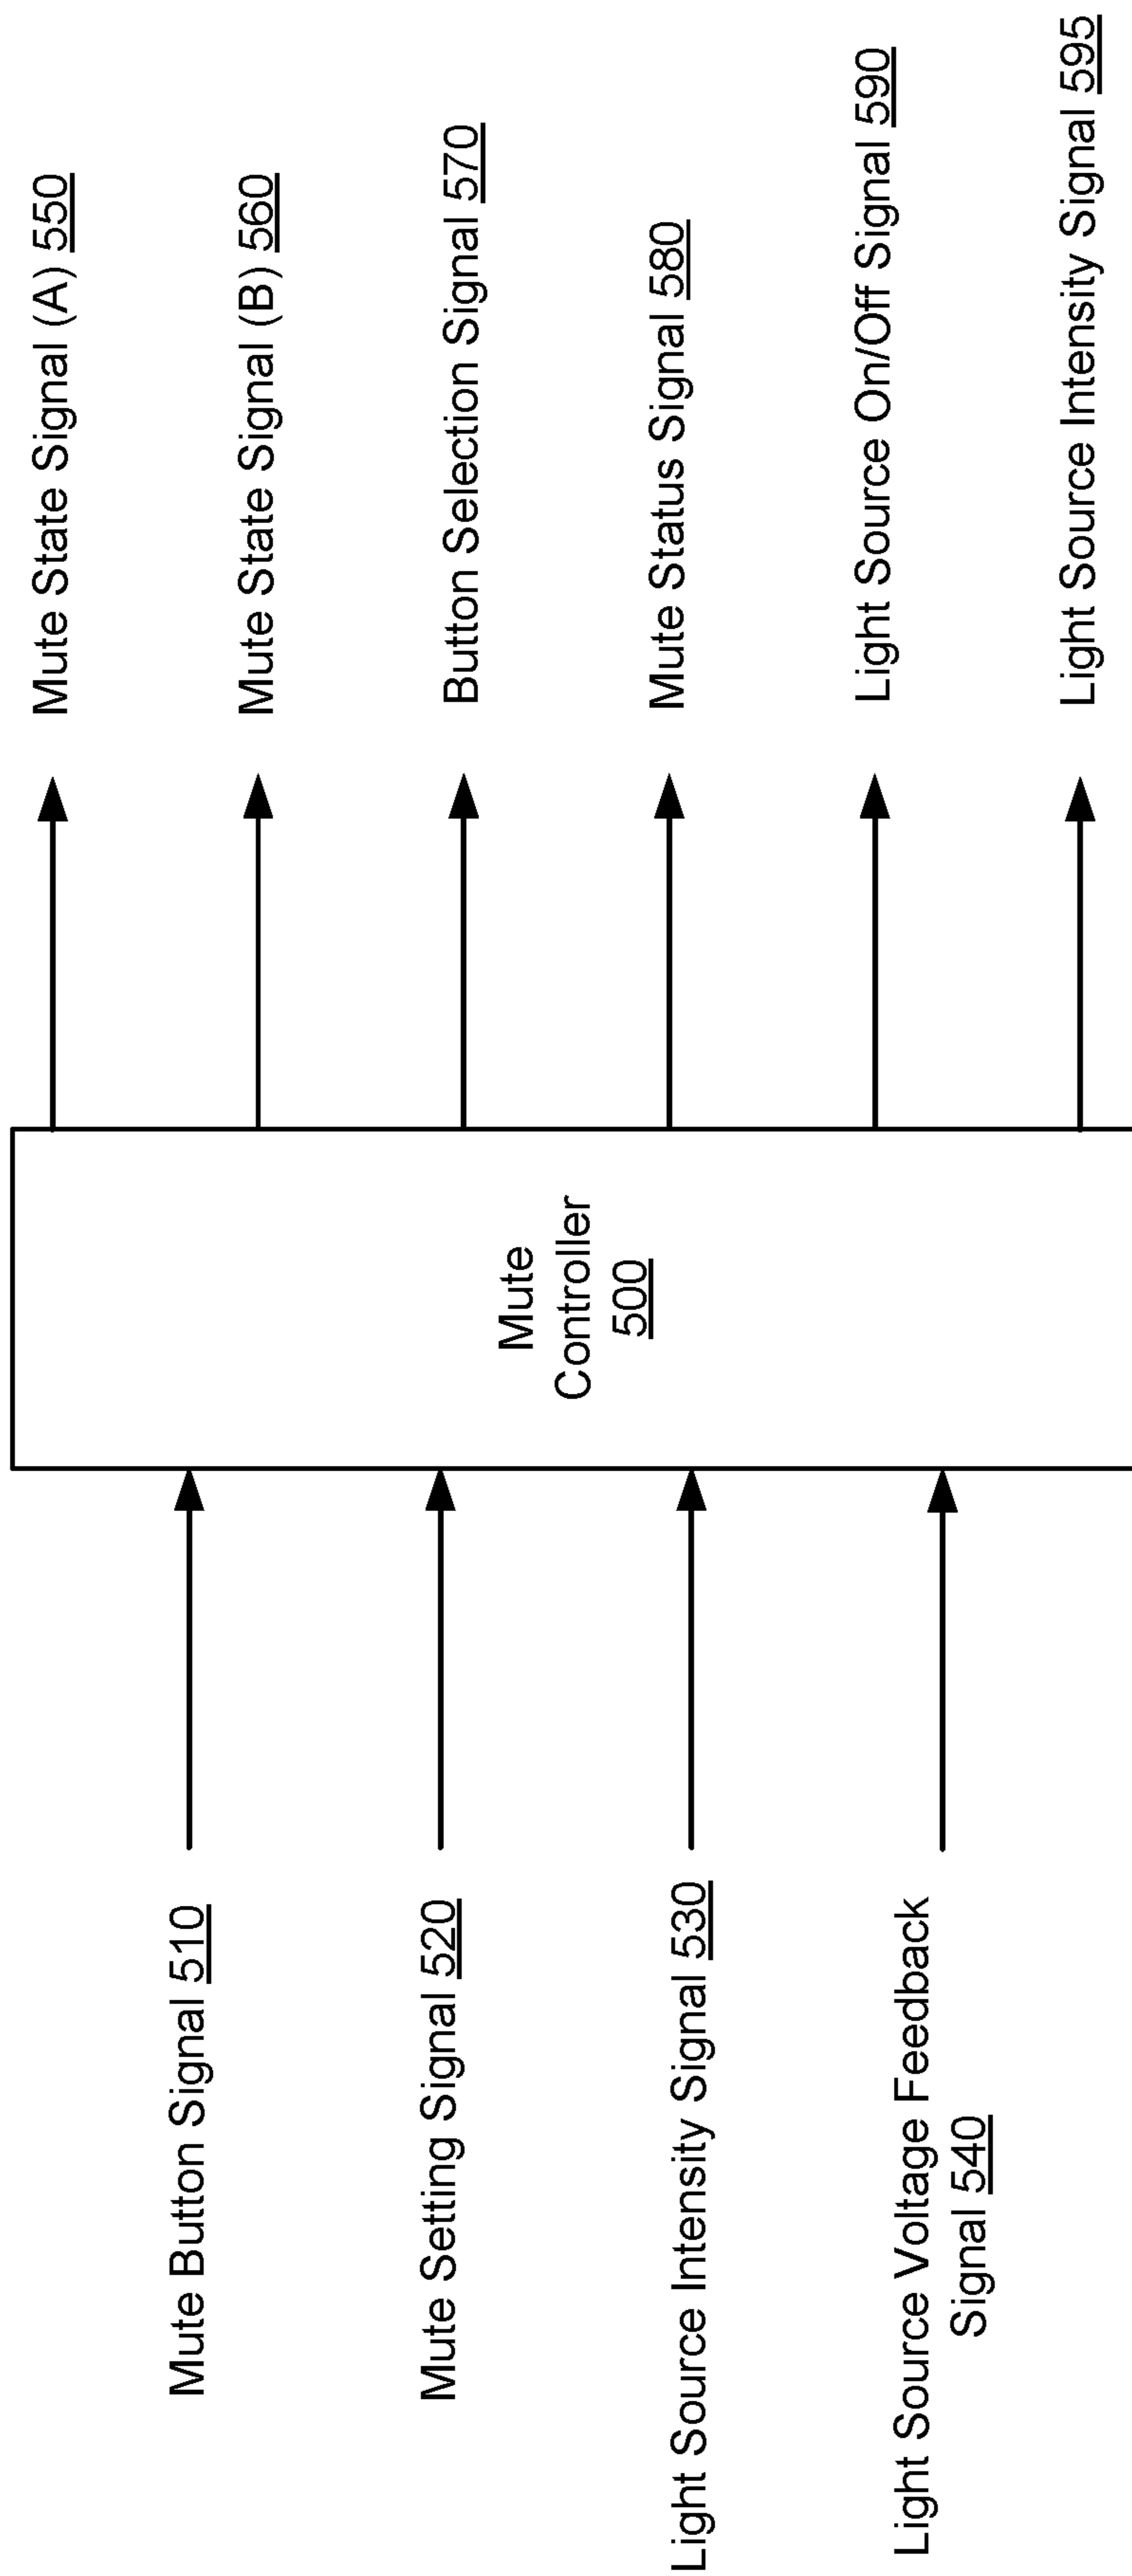 Mute Button Signal 510
Mute Setting Signal 520
Light Source Intensity Signal 530
Light Source Voltage Feedback
Signal 540
Mute
Controller
500
Mute State Signal (A) 550
Mute State Signal (B) 560
Button Selection Signal 570
Mute Status Signal 580
Light Source On/Off Signal 590
Light Source Intensity Signal 595